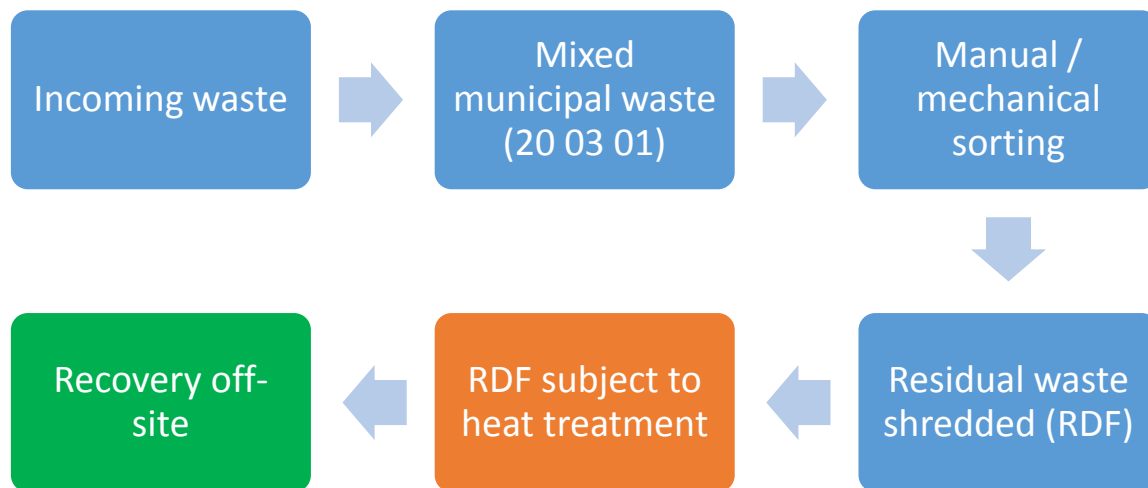 Incoming waste
Mixed
municipal waste
(20 03 01)
Manual /
mechanical
sorting
Residual waste
shredded (RDF)
RDF subject to
heat treatment
Recovery off-
site